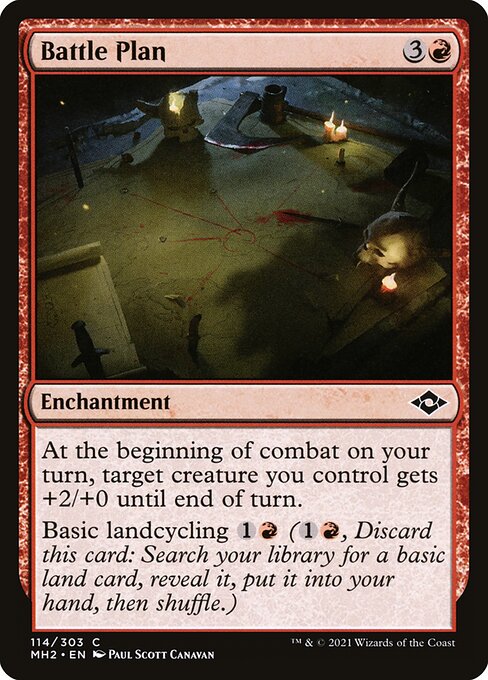 Battle Plan 3
Enchantment
At the beginning of combat on your
turn, target creature you control gets
+2/+0 until end of turn.
Basic landcycling 1 (1, Discard
this card: Search your library for a basic
land card, reveal it, put it into your
hand, then shuffle.)
114/303 C
MH2 • EN Paul Scott Canavan
™ & © 2021 Wizards of the Coast